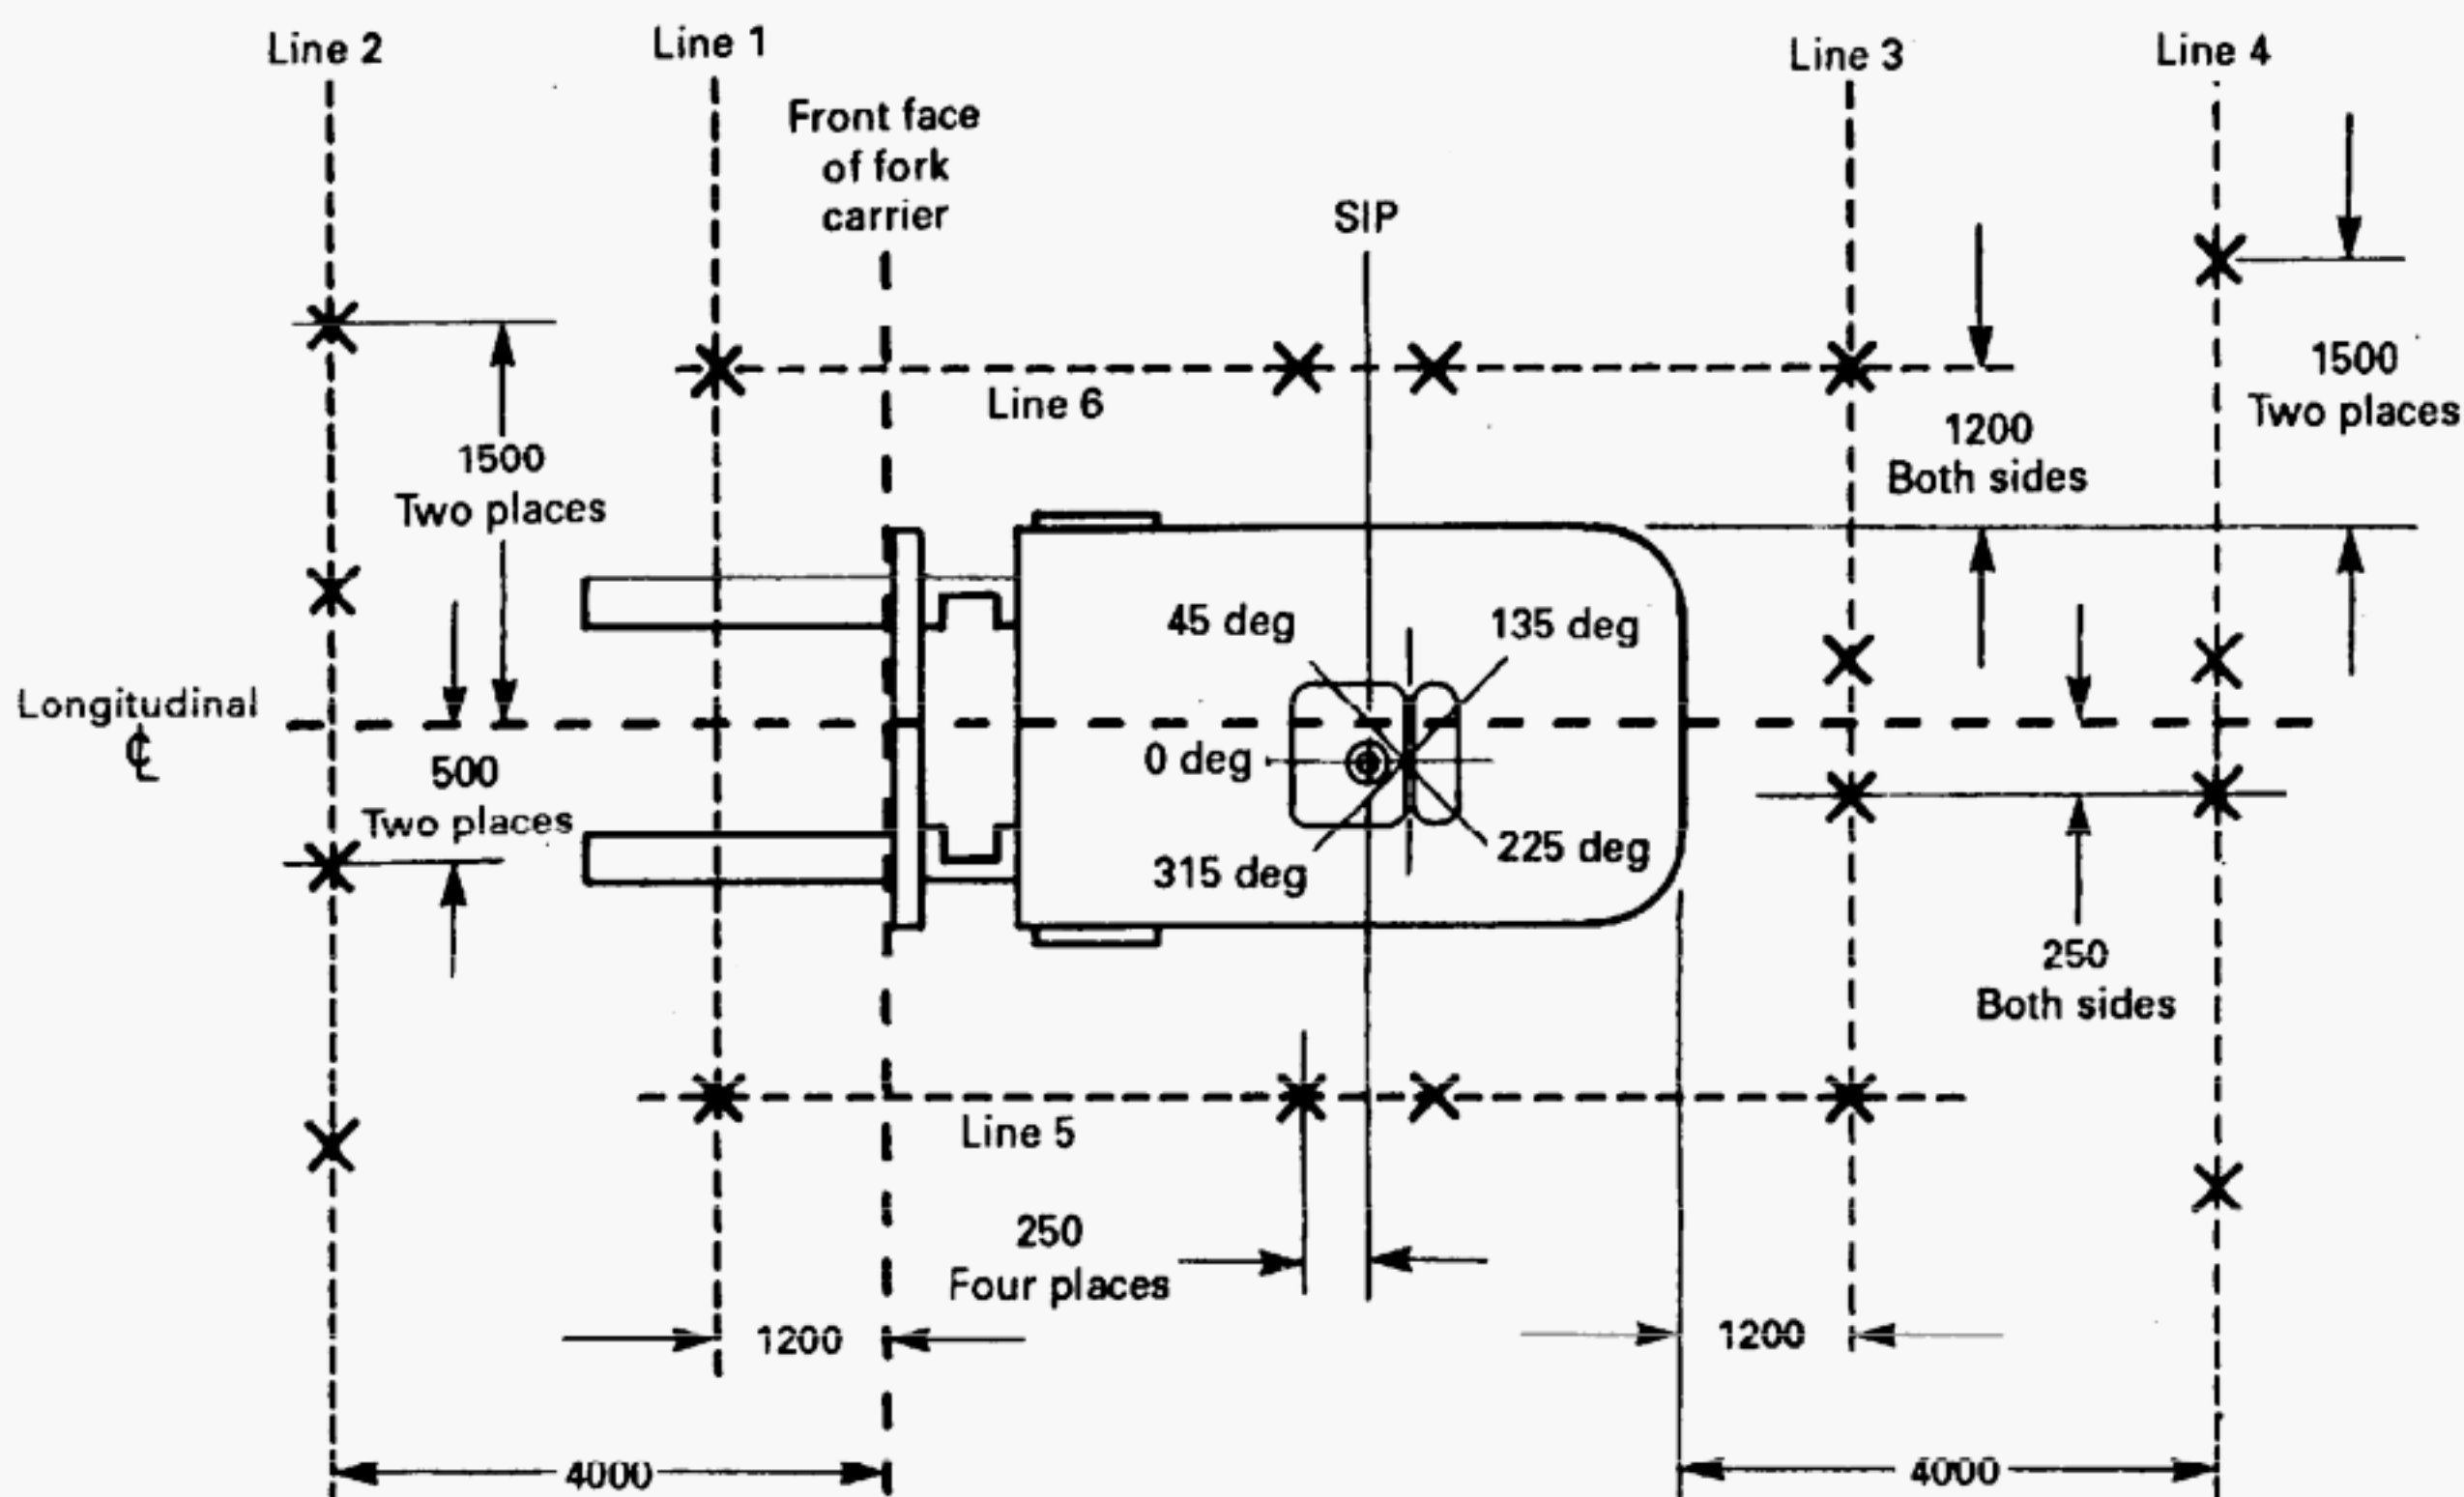 Line 2
Line 1
Line 3
Line 4
Front face
of fork
carrier
SIP
Line 6
1500
Two places
1200
Both sides
1500
Two places
45 deg
135 deg
Longitudinal
℄
0 deg
500
Two places
315 deg
225 deg
250
Both sides
Line 5
250
Four places
1200
1200
4000
4000